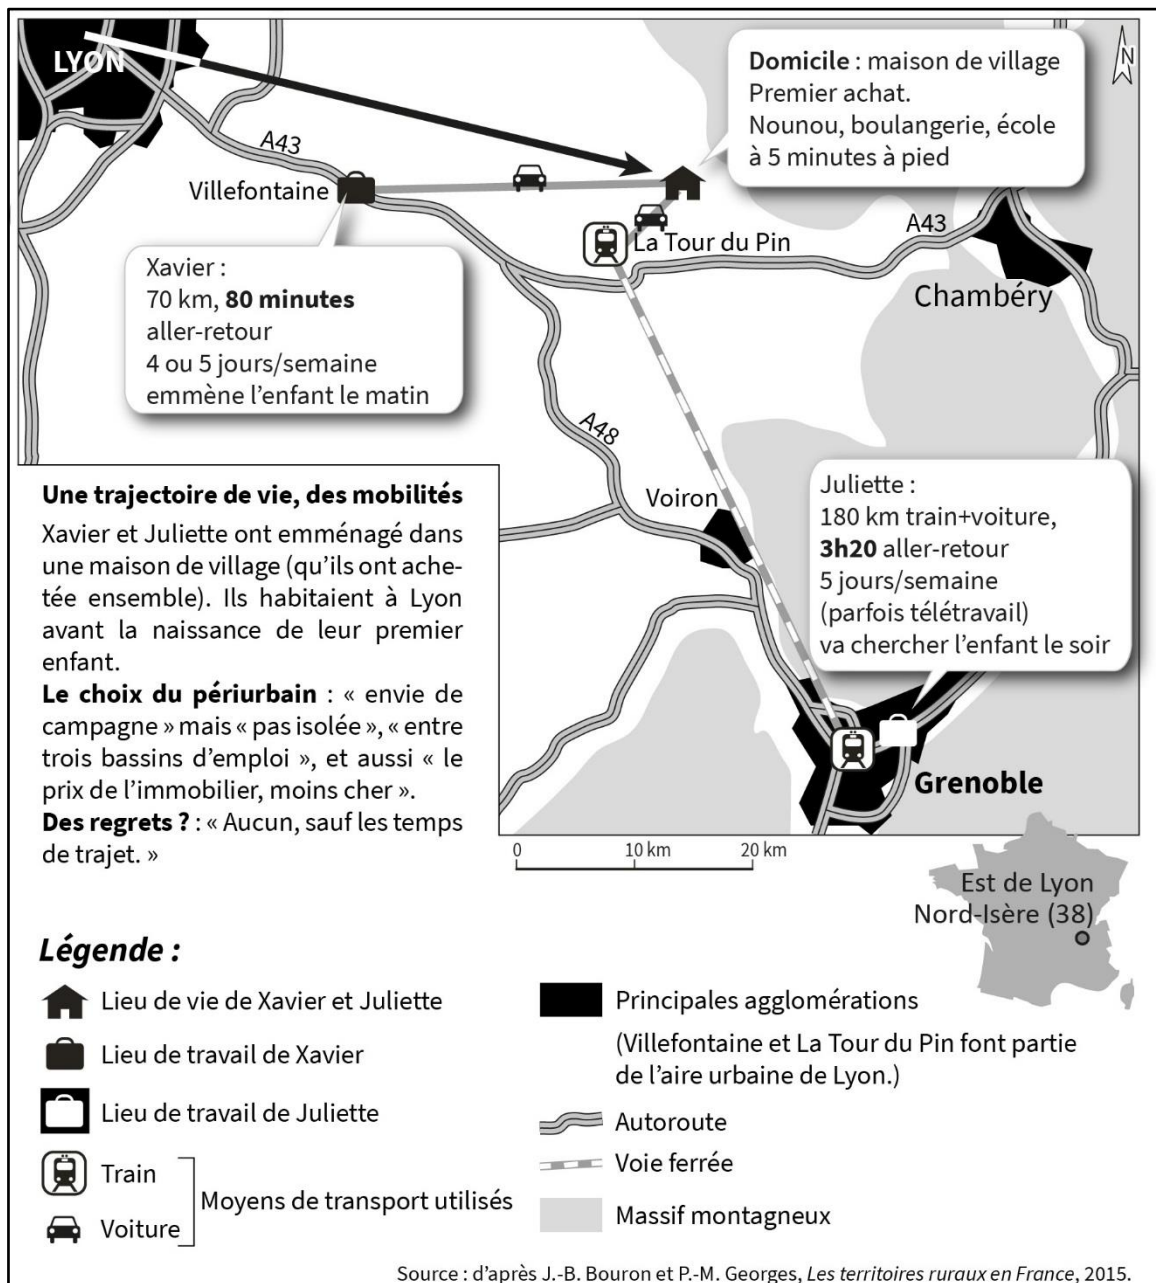 LYON
N
Domicile : maison de village
Premier achat.
Nounou, boulangerie, école
à 5 minutes à pied
A43
Villefontaine
A43
La Tour du Pin
Chambéry
Xavier :
70 km, 80 minutes
aller-retour
4 ou 5 jours/semaine
emmène l’enfant le matin
A48
Voiron
Juliette :
180 km train+voiture,
3h20 aller-retour
5 jours/semaine
(parfois télétravail)
va chercher l’enfant le soir
Grenoble
Une trajectoire de vie, des mobilités
Xavier et Juliette ont emménagé dans
une maison de village (qu’ils ont ache-
tée ensemble). Ils habitaient à Lyon
avant la naissance de leur premier
enfant.
Le choix du périurbain : « envie de
campagne » mais « pas isolée », « entre
trois bassins d’emploi », et aussi « le
prix de l’immobilier, moins cher ».
Des regrets ? : « Aucun, sauf les temps
de trajet. »
0 10 km 20 km
Est de Lyon
Nord-Isère (38)
Légende :
Lieu de vie de Xavier et Juliette
Lieu de travail de Xavier
Lieu de travail de Juliette
Train
Voiture
Moyens de transport utilisés
Principales agglomérations
(Villefontaine et La Tour du Pin font partie
de l’aire urbaine de Lyon.)
Autoroute
Voie ferrée
Massif montagneux
Source : d’après J.-B. Bouron et P.-M. Georges, Les territoires ruraux en France, 2015.